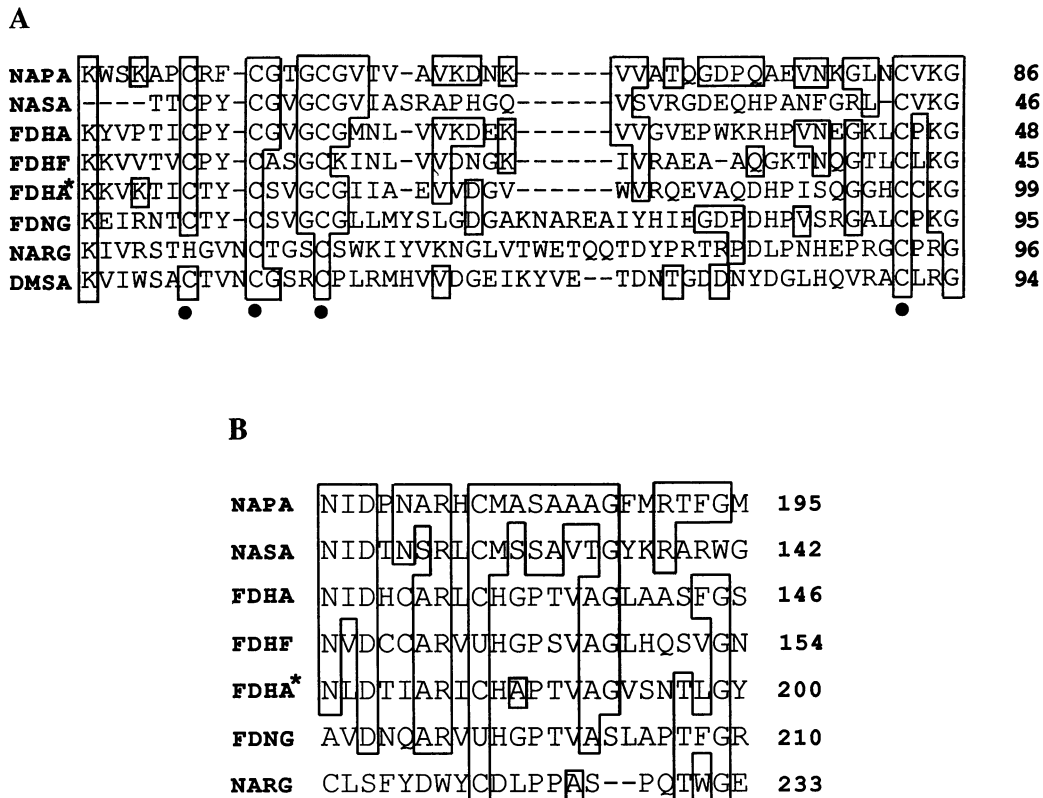 A
NAPA KWSKAPCRF-CGTGCGVTV-AVKDNK------VVATQGDPQAEVNKGLNCVKG 86
NASA ----TTCPY-CGVGCGVIASRAPHGQ------VSVRGDEQHPANFGRL-CVKG 46
FDHA KYVPTICPY-CGVGCGMNL-VVKDEK------VVGVEPWKRHPVNEGKLCPKG 48
FDHF KKVVTVCPY-CASGCKINL-VVDNGK------IVRAEA-AQGKTNQGTLCLKG 45
FDHA* KKVKTICTY-CSVGCGIIA-EVVDGV------WVRQEVAQDHPISQGGHCCKG 99
FDNG KEIRNTCTY-CSVGCGLLMYSLGDGAKNAREAIYHIEGDPDHPVSRGALCPKG 95
NARG KIVRSTHGVNCTGSCSWKIYVKNGLVTWETQQTDYPRTRPDLPNHEPRGCPRG 96
DMSA KVIWSACTVNCGSRCPLRMHVVDGEIKYVE--TDNTGDDNYDGLHQVRACLRG 94
B
NAPA NIDPNARHCMASAAAGFMRTFGM 195
NASA NIDTNSRLCMSSAVTGYKRARWG 142
FDHA NIDHCARLCHGPTVAGLAASFGS 146
FDHF NVDCCARVUHGPSVAGLHQSVGN 154
FDHA* NLDTIARICHAPTVAGVSNTLGY 200
FDNG AVDNQARVUHGPTVASLAPTFGR 210
NARG CLSFYDWYCDLPPAS--PQTWGE 233